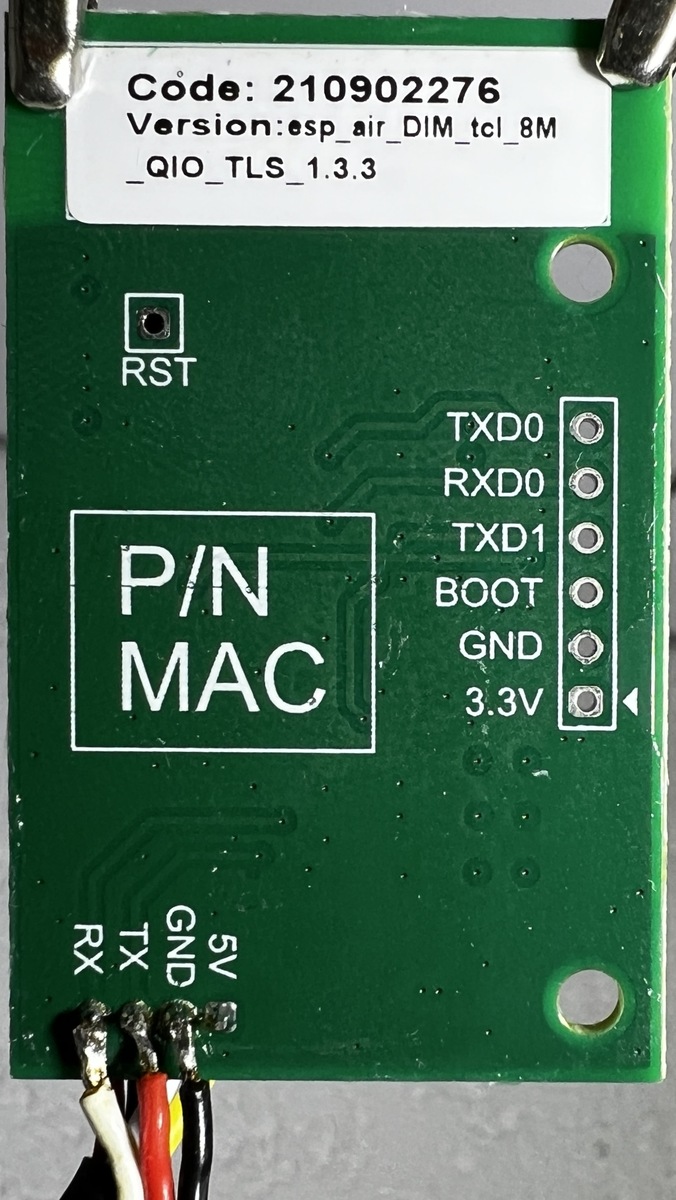 Code: 210902276
Version:esp_air_DIM_tcl_8M
_QIO_TLS_1.3.3
RST
TXD0
RXD0
TXD1
BOOT
GND
3.3V
P/N
MAC
RX
TX
GND
5V